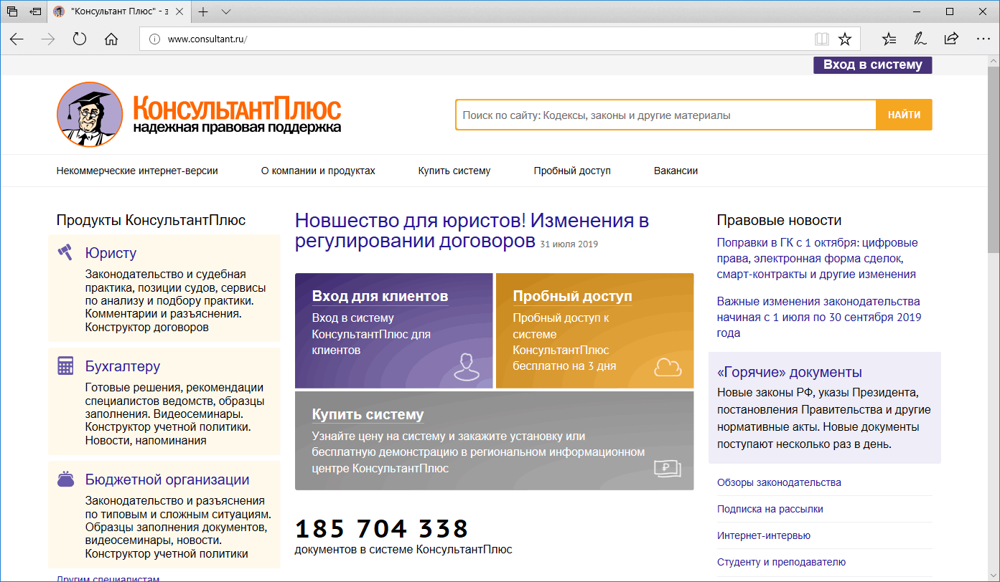 "Консультант Плюс" - з
www.consultant.ru/
Вход в систему
КонсультантПлюс
надежная правовая поддержка
Поиск по сайту: Кодексы, законы и другие материалы
НАЙТИ
Некоммерческие интернет-версии
О компании и продуктах
Купить систему
Пробный доступ
Вакансии
Продукты КонсультантПлюс
Юристу
Законодательство и судебная
практика, позиции судов, сервисы
по анализу и подбору практики.
Комментарии и разъяснения.
Конструктор договоров
Бухгалтеру
Готовые решения, рекомендации
специалистов ведомств, образцы
заполнения. Видеосеминары.
Конструктор учетной политики.
Новости, напоминания
Бюджетной организации
Законодательство и разъяснения
по типовым и сложным ситуациям.
Образцы заполнения документов,
видеосеминары, новости.
Конструктор учетной политики
Другим специалистам
Новшество для юристов! Изменения в
регулировании договоров 31 июля 2019
Вход для клиентов
Вход в систему
КонсультантПлюс для
клиентов
Пробный доступ
Пробный доступ к
системе
КонсультантПлюс
бесплатно на 3 дня
Купить систему
Узнайте цену на систему и закажите установку или
бесплатную демонстрацию в региональном информационном
центре КонсультантПлюс
185 704 338
документов в системе КонсультантПлюс
Правовые новости
Поправки в ГК с 1 октября: цифровые
права, электронная форма сделок,
смарт-контракты и другие изменения
Важные изменения законодательства
начиная с 1 июля по 30 сентября 2019
года
«Горячие» документы
Новые законы РФ, указы Президента,
постановления Правительства и другие
нормативные акты. Новые документы
поступают несколько раз в день.
Обзоры законодательства
Подписка на рассылки
Интернет-интервью
Студенту и преподавателю